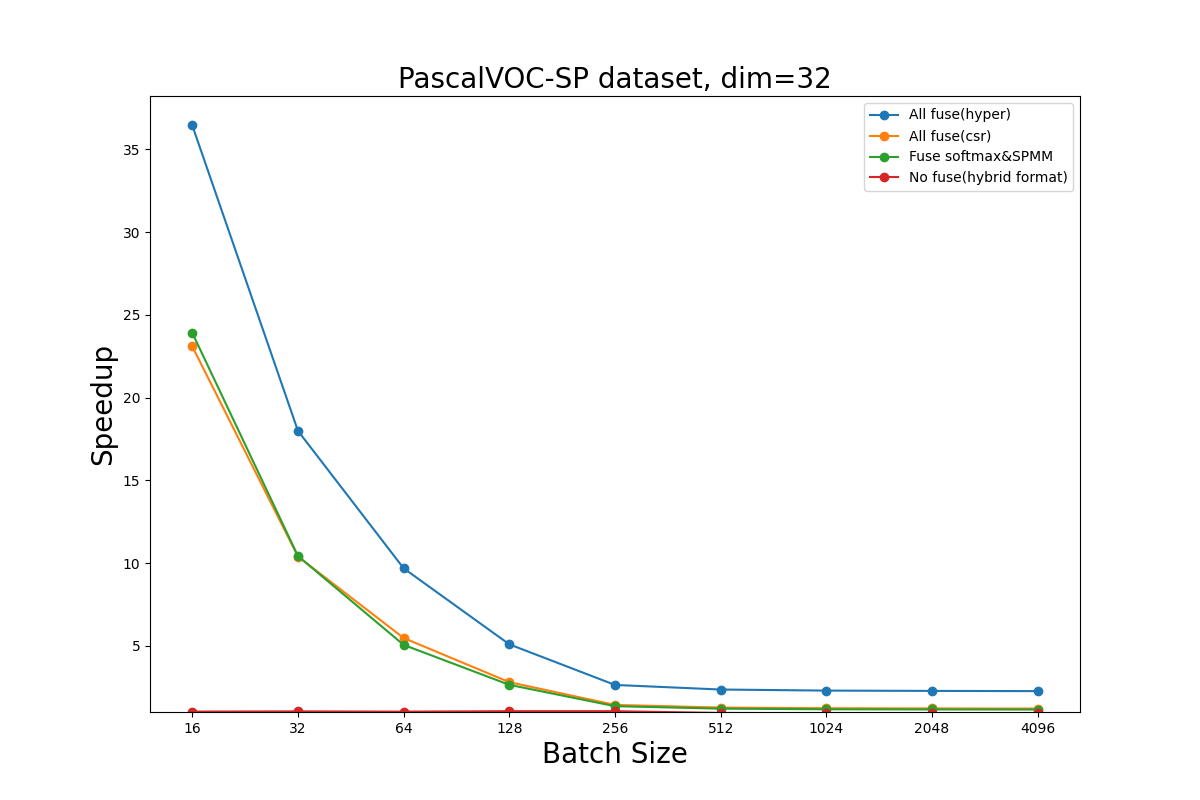 PascalVOC-SP dataset, dim=32
All fuse(hyper)
All fuse(csr)
Fuse softmax&SPMM
No fuse(hybrid format)
Speedup
35
30
25
20
15
10
5
16 32 64 128 256 512 1024 2048 4096
Batch Size